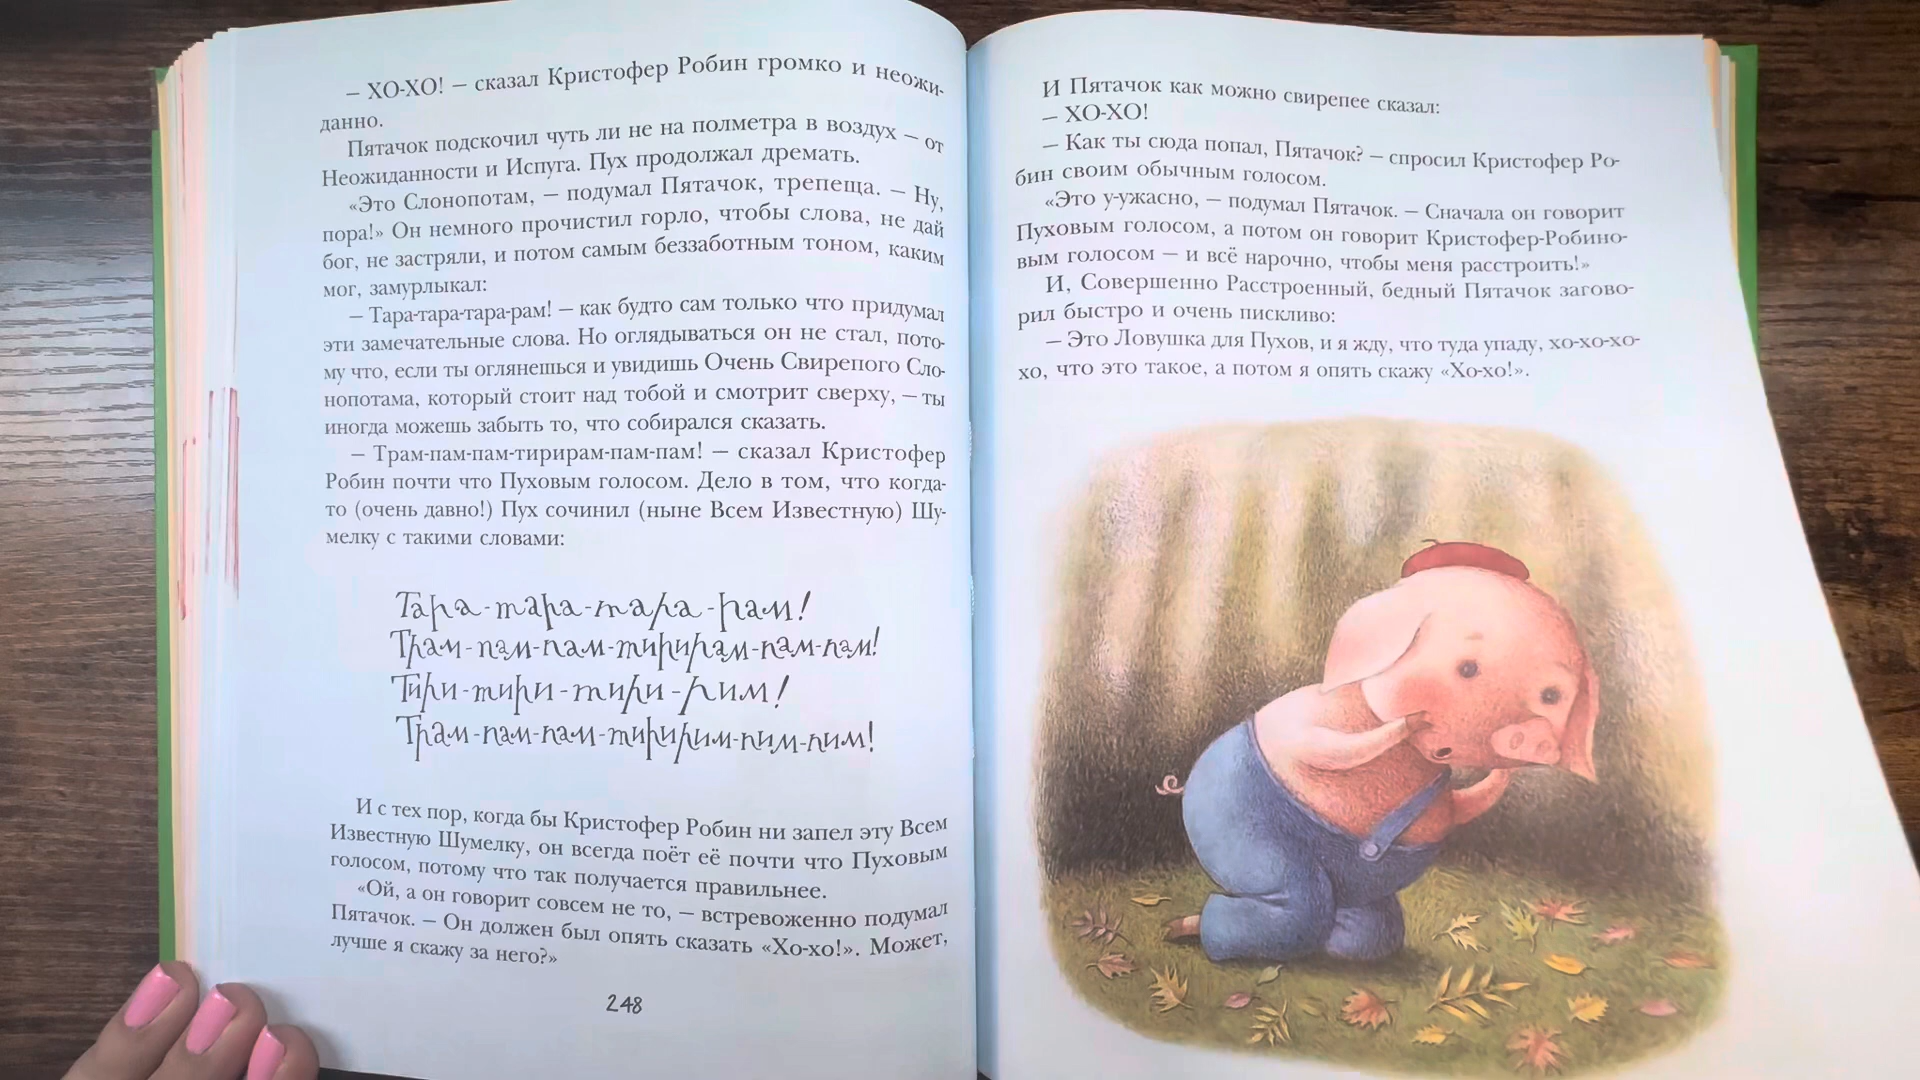 — ХО-ХО! — сказал Кристофер Робин громко и неожи-
данно.
Пятачок подскочил чуть ли не на полметра в воздух — от
Неожиданности и Испуга. Пух продолжал дремать.
«Это Слонопотам, — подумал Пятачок, трепеща. — Ну,
пора!» Он немного прочистил горло, чтобы слова, не дай
бог, не застряли, и потом самым беззаботным тоном, каким
мог, замурлыкал:
— Тара-тара-тара-рам! — как будто сам только что придумал
эти замечательные слова. Но оглядываться он не стал, пото-
му что, если ты оглянешься и увидишь Очень Свирепого Сло-
нопотама, который стоит над тобой и смотрит сверху, — ты
иногда можешь забыть то, что собирался сказать.
— Трам-пам-пам-тирирам-пам-пам! — сказал Кристофер
Робин почти что Пуховым голосом. Дело в том, что когда-
то (очень давно!) Пух сочинил (ныне Всем Известную) Шу-
мелку с такими словами:
Тара-тара-тара-рам!
Трам-пам-пам-тирирам-пам-пам!
Тири-тири-тири-рим!
Трам-пам-пам-тиририм-пим-пим!
И с тех пор, когда бы Кристофер Робин ни запел эту Всем
Известную Шумелку, он всегда поёт её почти что Пуховым
голосом, потому что так получается правильнее.
«Ой, а он говорит совсем не то, — встревоженно подумал
Пятачок. — Он должен был опять сказать «Хо-хо!». Может,
лучше я скажу за него?»
248
И Пятачок как можно свирепее сказал:
— ХО-ХО!
— Как ты сюда попал, Пятачок? — спросил Кристофер Ро-
бин своим обычным голосом.
«Это у-ужасно, — подумал Пятачок. — Сначала он говорит
Пуховым голосом, а потом он говорит Кристофер-Робино-
вым голосом — и всё нарочно, чтобы меня расстроить!»
И, Совершенно Расстроенный, бедный Пятачок загово-
рил быстро и очень пискливо:
— Это Ловушка для Пухов, и я жду, что туда упаду, хо-хо-хо-
хо, что это такое, а потом я опять скажу «Хо-хо!».